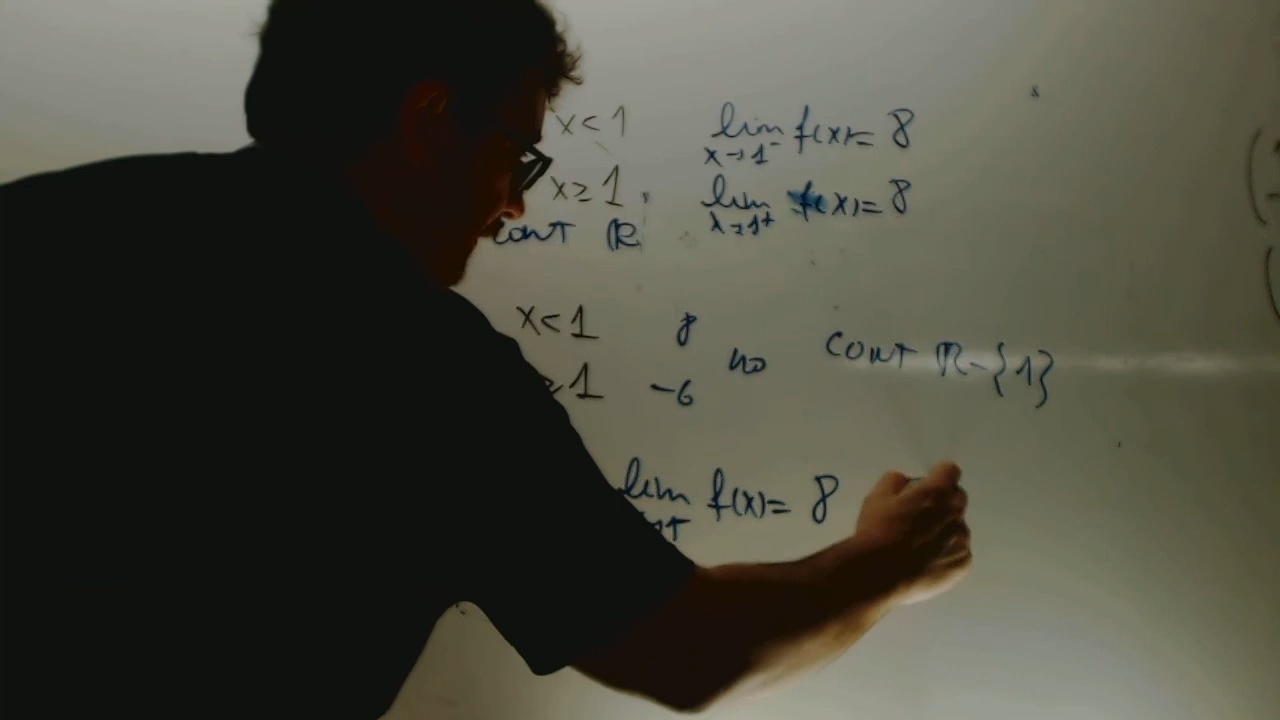 x<1 lim f(x)= 8
x→1⁻
x≥1, lim f(x)= 8
x→1⁺
cont ℝ
x<1 8
no cont ℝ-{1}
≥1 -6
lim f(x)= 8
1⁺